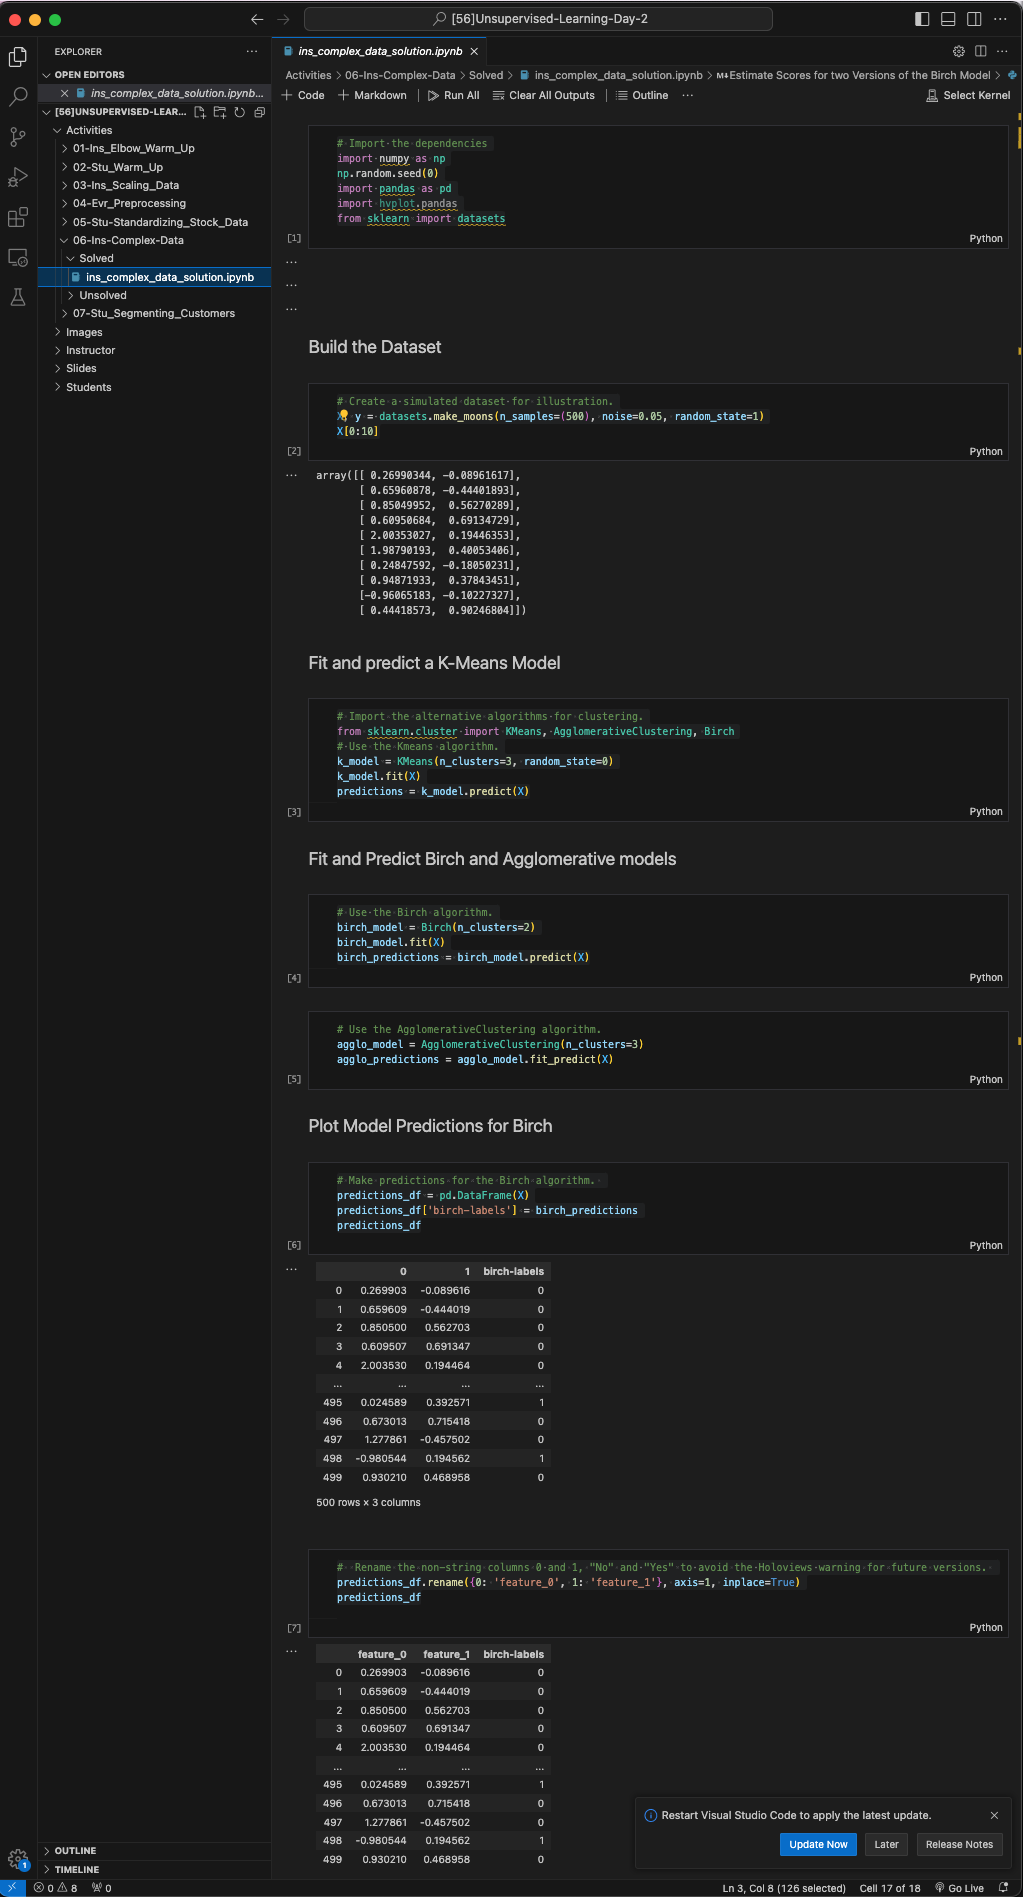 [56]Unsupervised-Learning-Day-2
EXPLORER
OPEN EDITORS
ins_complex_data_solution.ipynb...
[56]UNSUPERVISED-LEAR...
Activities
01-Ins_Elbow_Warm_Up
02-Stu_Warm_Up
03-Ins_Scaling_Data
04-Evr_Preprocessing
05-Stu-Standardizing_Stock_Data
06-Ins-Complex-Data
Solved
ins_complex_data_solution.ipynb
Unsolved
07-Stu_Segmenting_Customers
Images
Instructor
Slides
Students
OUTLINE
TIMELINE
ins_complex_data_solution.ipynb
Activities > 06-Ins-Complex-Data > Solved > ins_complex_data_solution.ipynb > M↓Estimate Scores for two Versions of the Birch Model >
+ Code + Markdown | Run All Clear All Outputs | Outline ... Select Kernel
# Import the dependencies
import numpy as np
np.random.seed(0)
import pandas as pd
import hvplot.pandas
from sklearn import datasets
[1] Python
...
...
...
Build the Dataset
# Create a simulated dataset for illustration.
X, y = datasets.make_moons(n_samples=(500), noise=0.05, random_state=1)
X[0:10]
[2] Python
... array([[ 0.26990344, -0.08961617],
[ 0.65960878, -0.44401893],
[ 0.85049952,  0.56270289],
[ 0.60950684,  0.69134729],
[ 2.00353027,  0.19446353],
[ 1.98790193,  0.40053406],
[ 0.24847592, -0.18050231],
[ 0.94871933,  0.37843451],
[-0.96065183, -0.10227327],
[ 0.44418573,  0.90246804]])
Fit and predict a K-Means Model
# Import the alternative algorithms for clustering.
from sklearn.cluster import KMeans, AgglomerativeClustering, Birch
# Use the Kmeans algorithm.
k_model = KMeans(n_clusters=3, random_state=0)
k_model.fit(X)
predictions = k_model.predict(X)
[3] Python
Fit and Predict Birch and Agglomerative models
# Use the Birch algorithm.
birch_model = Birch(n_clusters=2)
birch_model.fit(X)
birch_predictions = birch_model.predict(X)
[4] Python
# Use the AgglomerativeClustering algorithm.
agglo_model = AgglomerativeClustering(n_clusters=3)
agglo_predictions = agglo_model.fit_predict(X)
[5] Python
Plot Model Predictions for Birch
# Make predictions for the Birch algorithm.
predictions_df = pd.DataFrame(X)
predictions_df['birch-labels'] = birch_predictions
predictions_df
[6] Python
... 0 1 birch-labels
0 0.269903 -0.089616 0
1 0.659609 -0.444019 0
2 0.850500 0.562703 0
3 0.609507 0.691347 0
4 2.003530 0.194464 0
... ... ... ...
495 0.024589 0.392571 1
496 0.673013 0.715418 0
497 1.277861 -0.457502 0
498 -0.980544 0.194562 1
499 0.930210 0.468958 0
500 rows × 3 columns
#  Rename the non-string columns 0 and 1, "No" and "Yes" to avoid the Holoviews warning for future versions.
predictions_df.rename({0: 'feature_0', 1: 'feature_1'}, axis=1, inplace=True)
predictions_df
[7] Python
... feature_0 feature_1 birch-labels
0 0.269903 -0.089616 0
1 0.659609 -0.444019 0
2 0.850500 0.562703 0
3 0.609507 0.691347 0
4 2.003530 0.194464 0
... ... ... ...
495 0.024589 0.392571 1
496 0.673013 0.715418 0
497 1.277861 -0.457502 0
498 -0.980544 0.194562 1
499 0.930210 0.468958 0
Restart Visual Studio Code to apply the latest update.
Update Now Later Release Notes
1
0 8 0
Ln 3, Col 8 (126 selected) Cell 17 of 18 Go Live